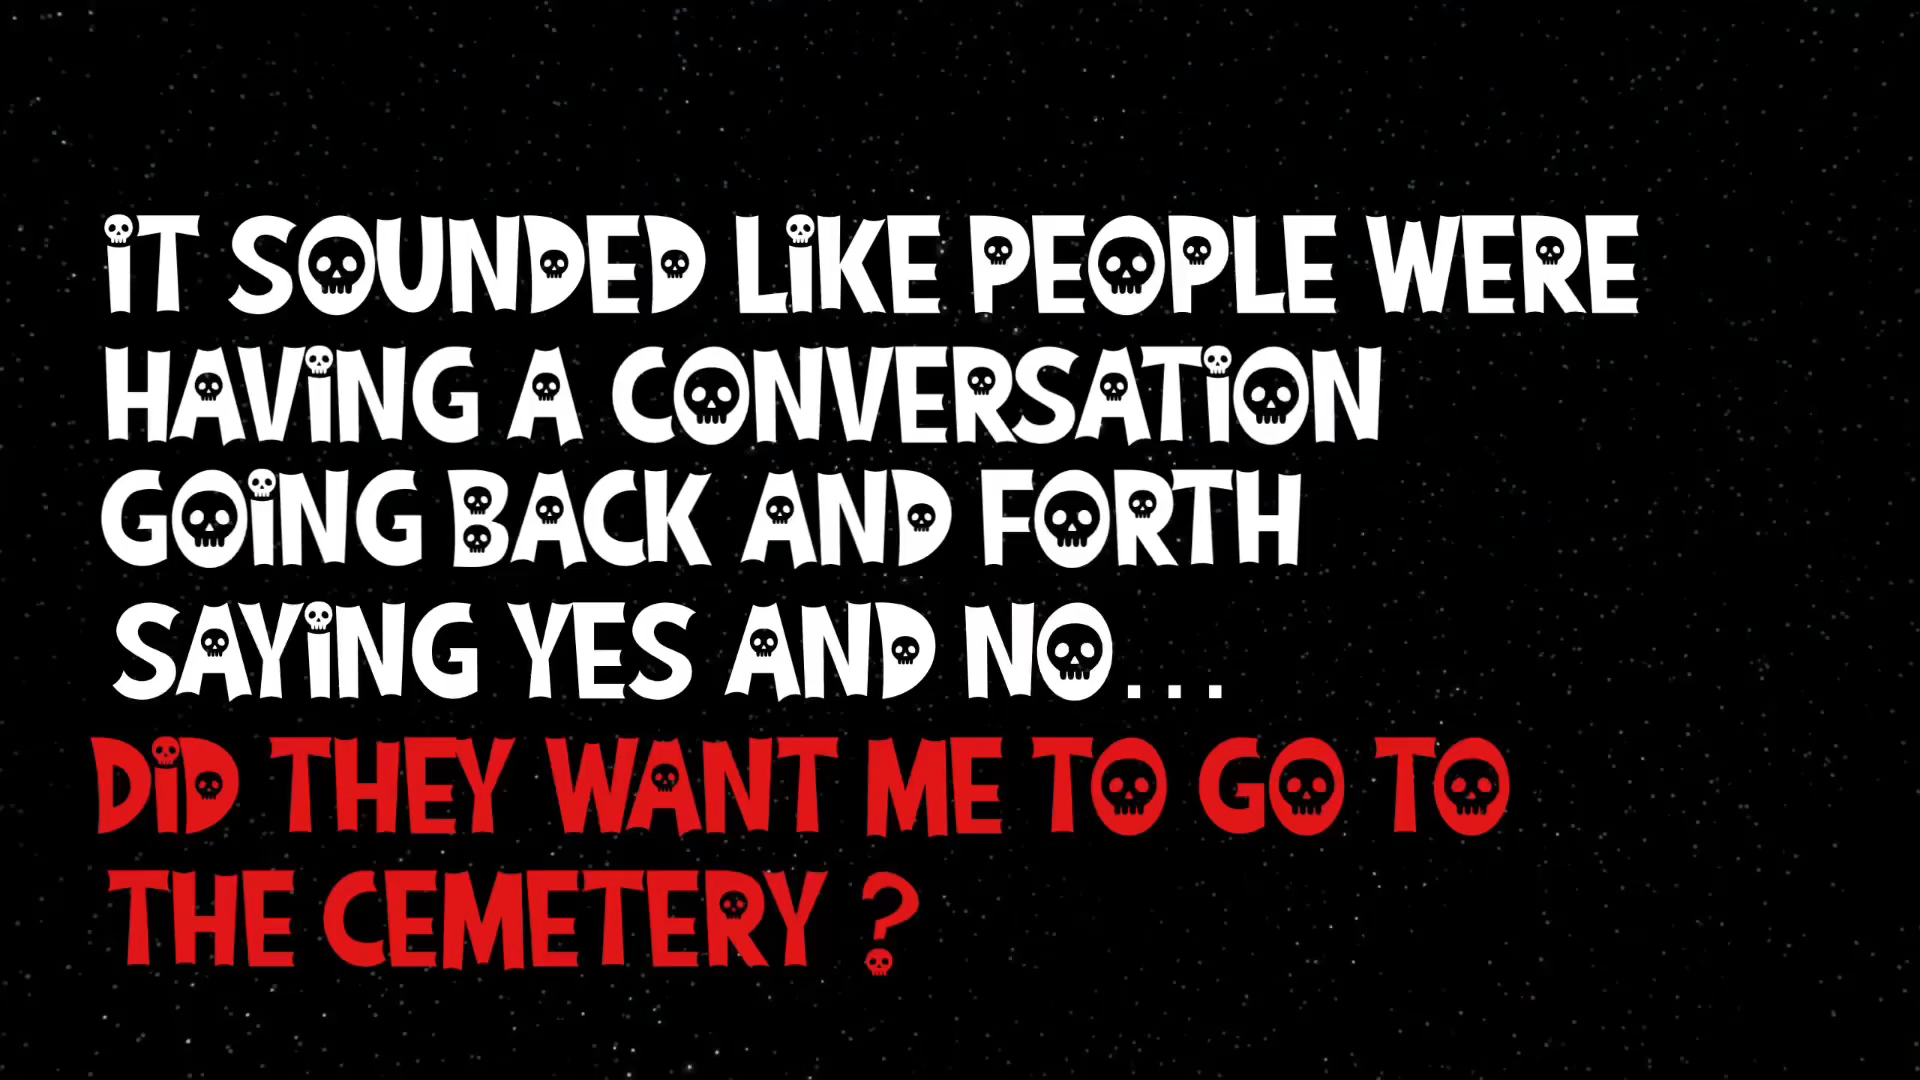 iT SOUNDED LiKE PEOPLE WERE
HAViNG A CONVERSATiON
GOiNG BACK AND FORTH
SAYiNG YES AND NO...
DiD THEY WANT ME TO GO TO
THE CEMETERY ?